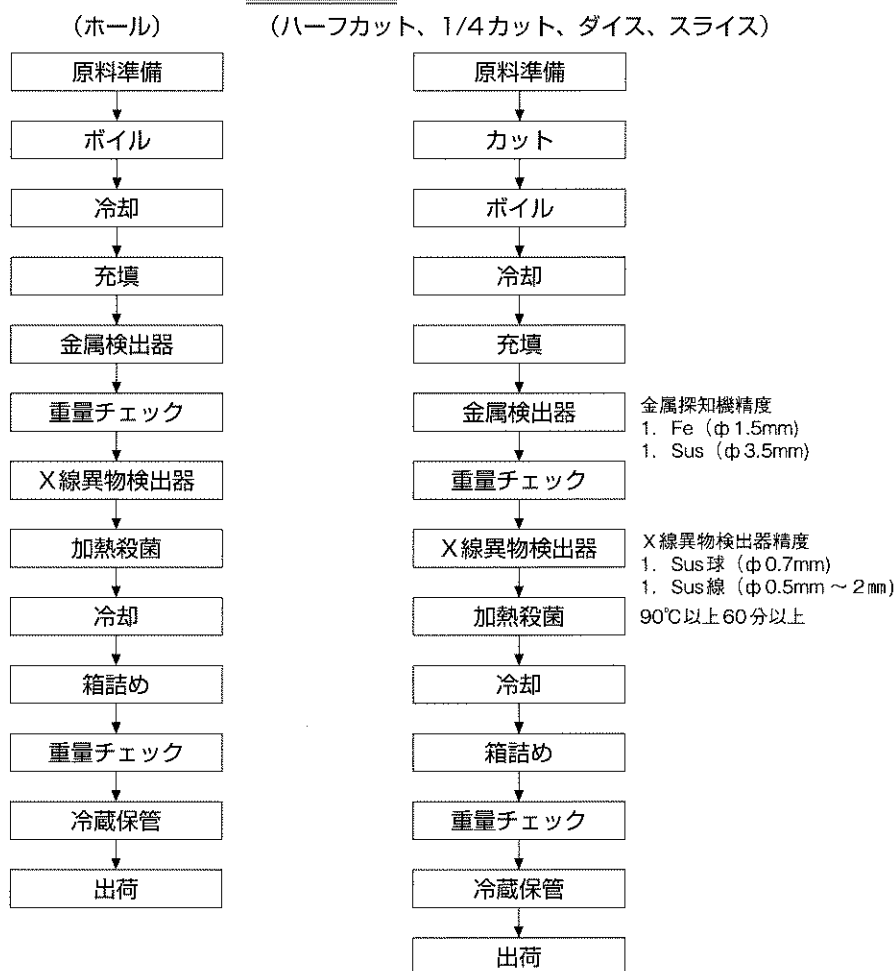 (ホール)
原料準備
ボイル
冷却
充填
金属検出器
重量チェック
X線異物検出器
加熱殺菌
冷却
箱詰め
重量チェック
冷蔵保管
出荷
(ハーフカット、1/4カット、ダイス、スライス)
原料準備
カット
ボイル
冷却
充填
金属検出器
金属探知機精度
1. Fe(φ1.5mm)
1. Sus(φ3.5mm)
重量チェック
X線異物検出器
X線異物検出器精度
1. Sus球(φ0.7mm)
1. Sus線(φ0.5mm~2㎜)
加熱殺菌
90℃以上60分以上
冷却
箱詰め
重量チェック
冷蔵保管
出荷